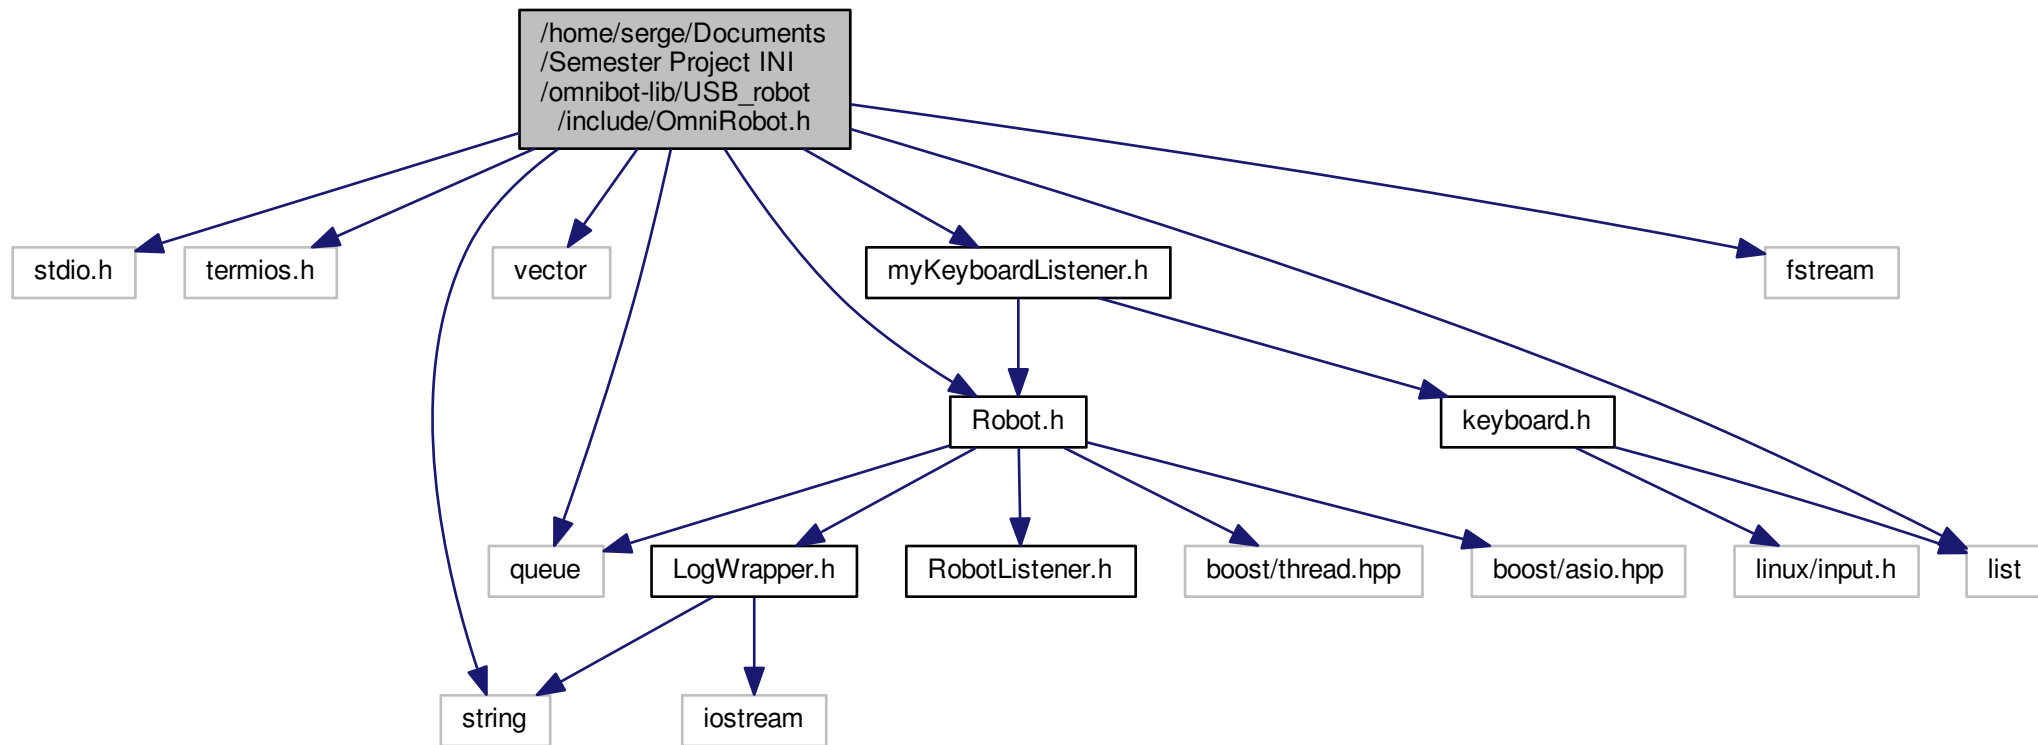 /home/serge/Documents
/Semester Project INI
/omnibot-lib/USB_robot
/include/OmniRobot.h
stdio.h
termios.h
vector
myKeyboardListener.h
fstream
Robot.h
keyboard.h
queue
LogWrapper.h
RobotListener.h
boost/thread.hpp
boost/asio.hpp
linux/input.h
list
string
iostream